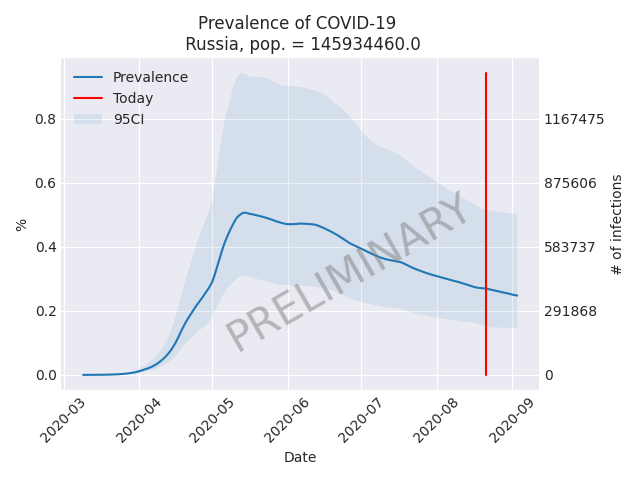 Prevalence of COVID-19
Russia, pop. = 145934460.0
Prevalence
Today
95CI
%
0.8
0.6
0.4
0.2
0.0
1167475
875606
583737
291868
0
# of infections
PRELIMINARY
2020-03
2020-04
2020-05
2020-06
2020-07
2020-08
2020-09
Date